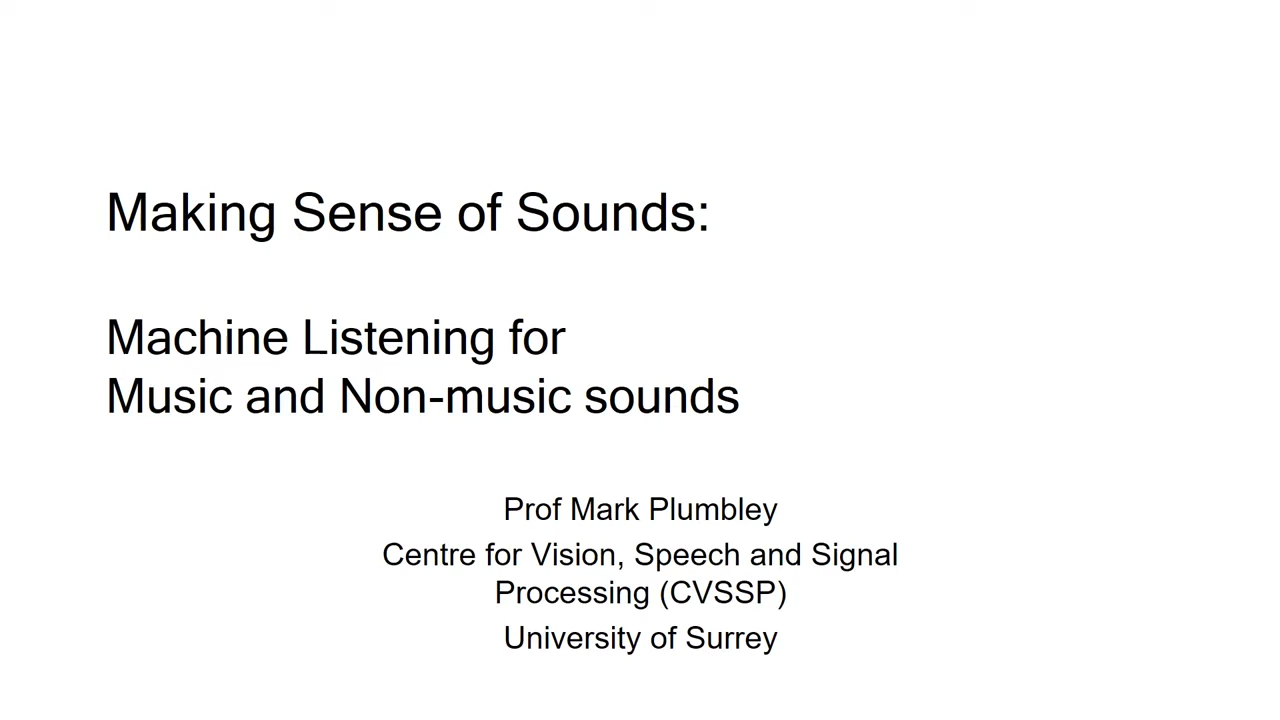 Making Sense of Sounds:
Machine Listening for
Music and Non-music sounds
Prof Mark Plumbley
Centre for Vision, Speech and Signal
Processing (CVSSP)
University of Surrey